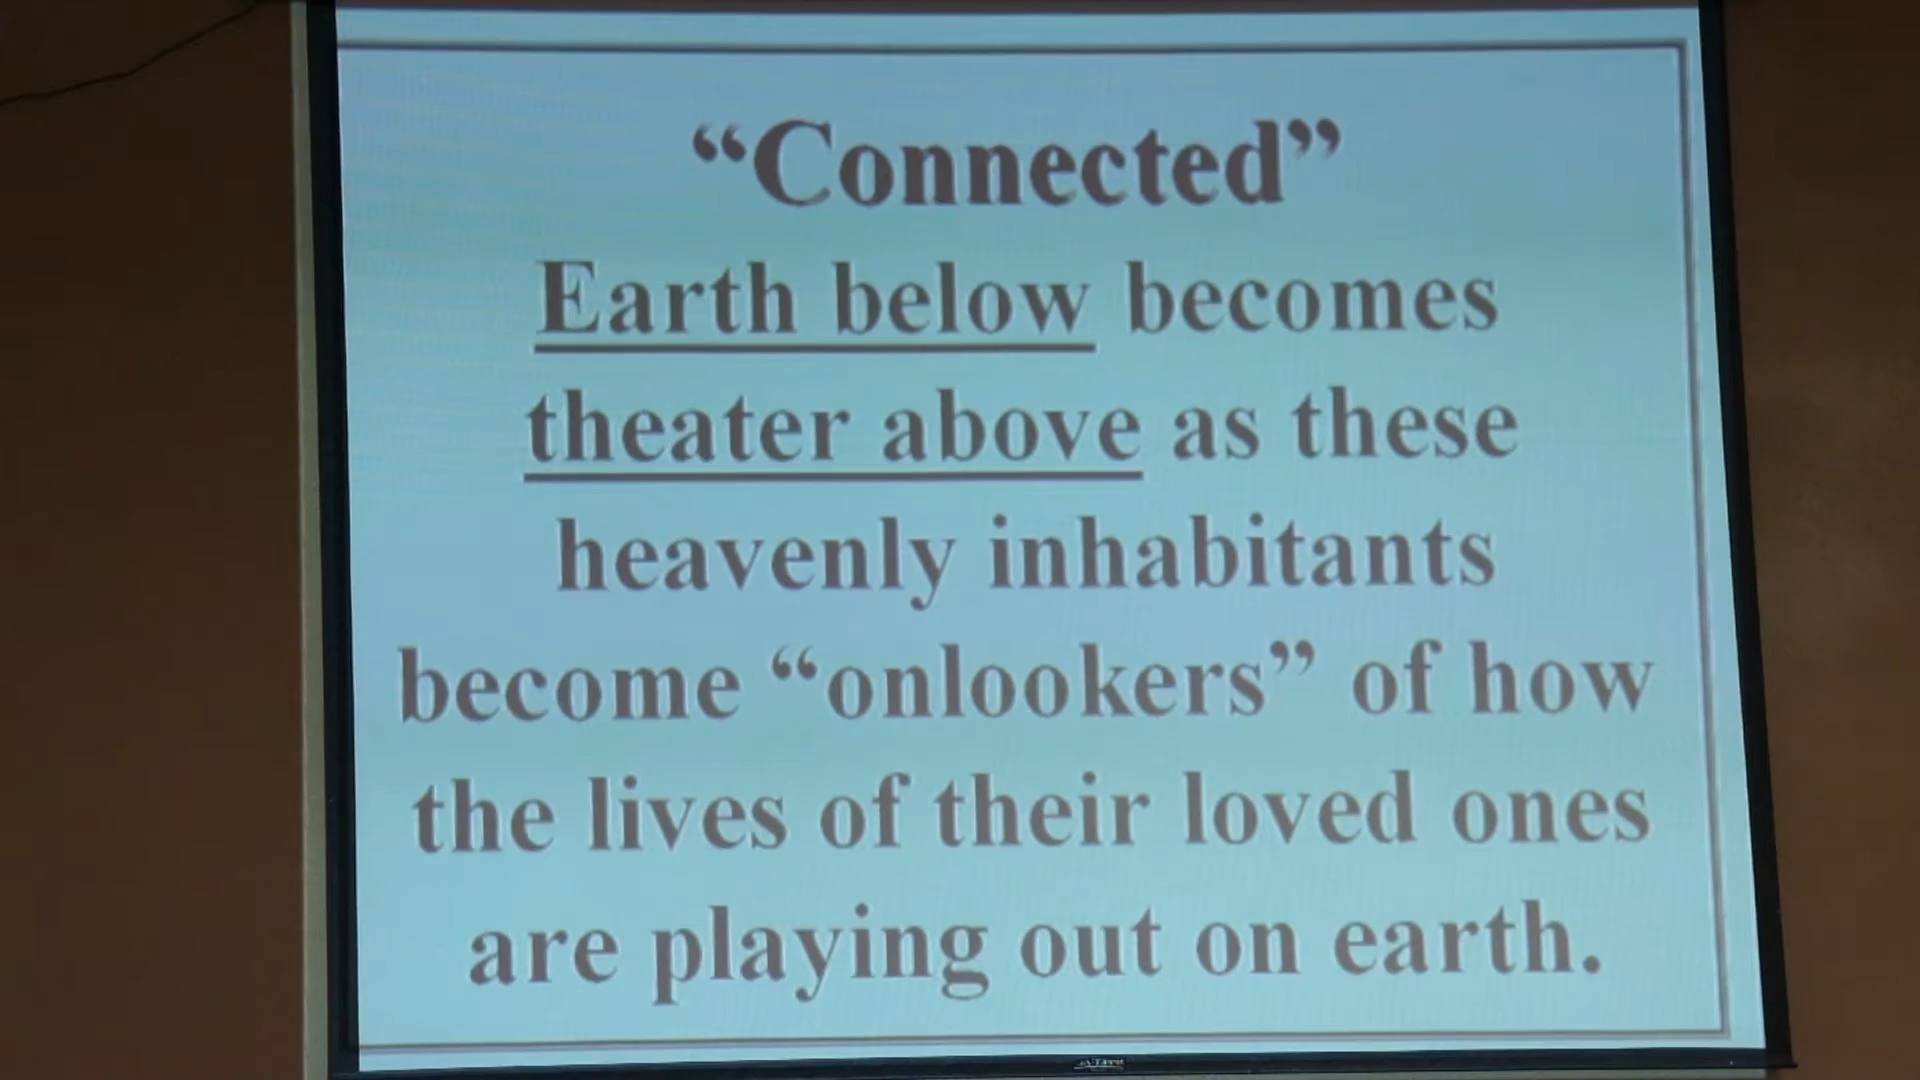 “Connected”
Earth below becomes
theater above as these
heavenly inhabitants
become “onlookers” of how
the lives of their loved ones
are playing out on earth.